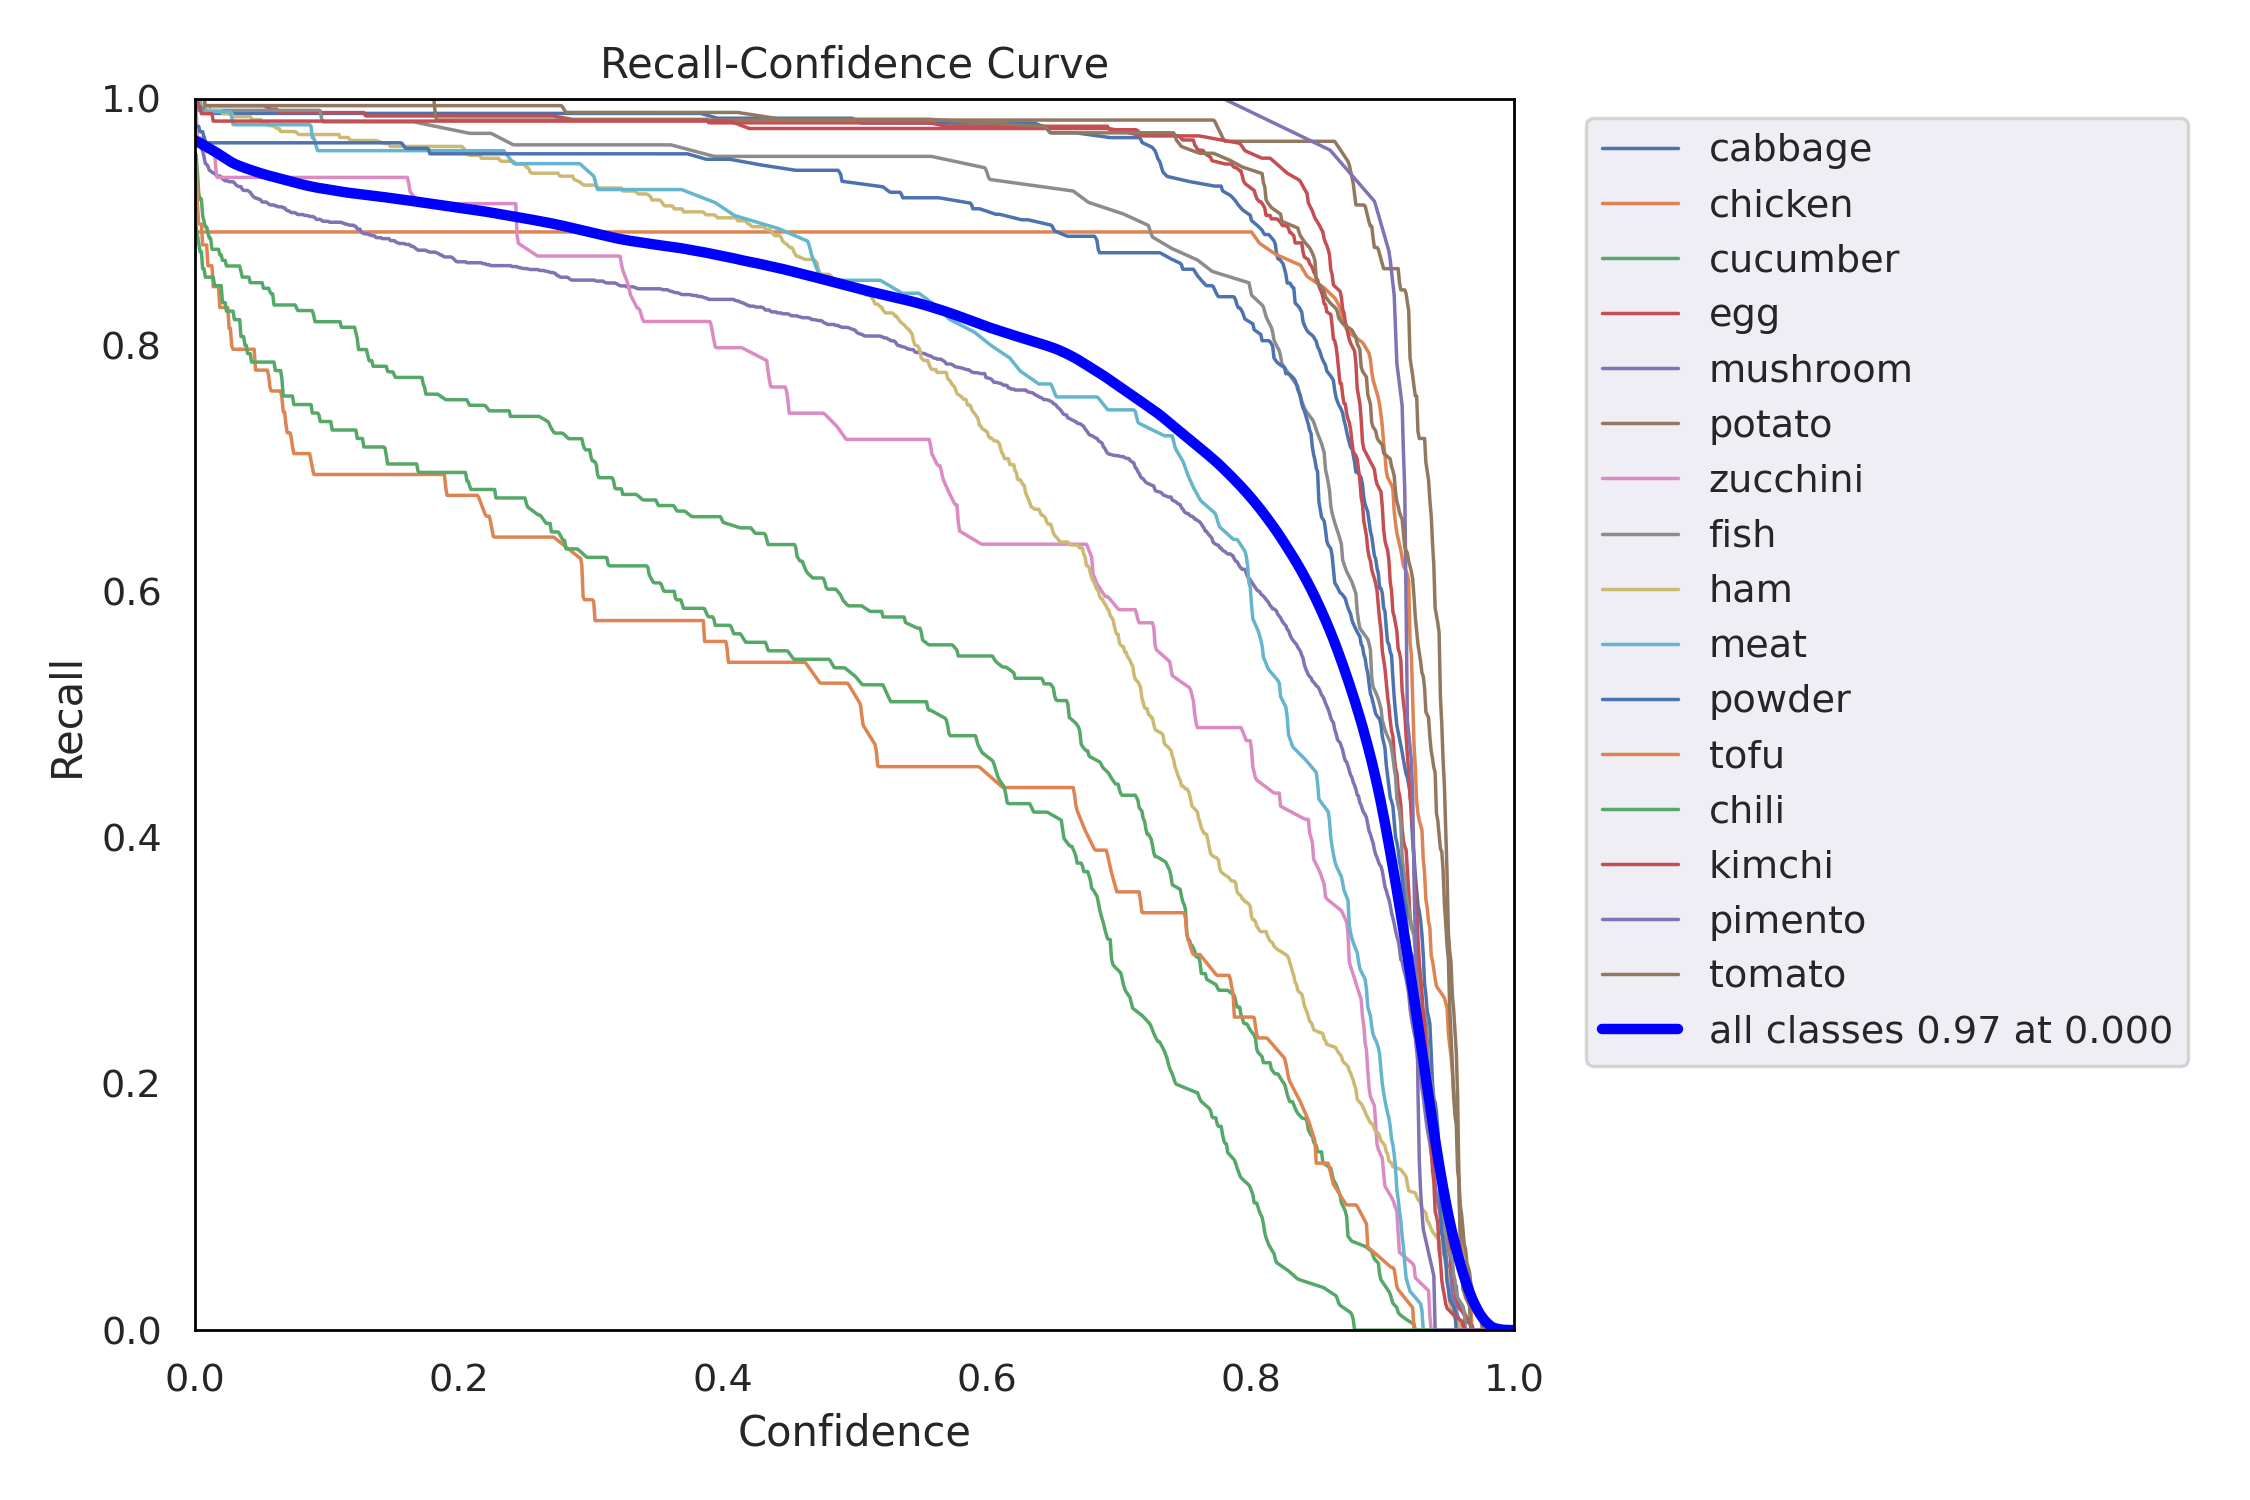 Recall-Confidence Curve
1.0
0.8
0.6
0.4
0.2
0.0
Recall
0.0 0.2 0.4 0.6 0.8 1.0
Confidence
cabbage
chicken
cucumber
egg
mushroom
potato
zucchini
fish
ham
meat
powder
tofu
chili
kimchi
pimento
tomato
all classes 0.97 at 0.000